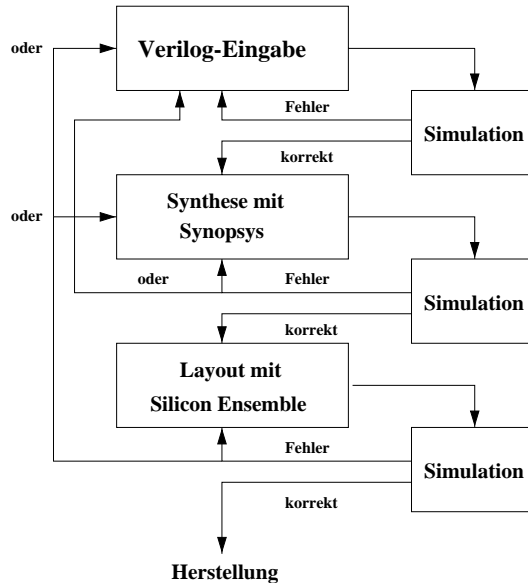 oder
Verilog-Eingabe
Fehler
Simulation
korrekt
oder
Synthese mit
Synopsys
oder
Fehler
Simulation
korrekt
Layout mit
Silicon Ensemble
Fehler
Simulation
korrekt
Herstellung